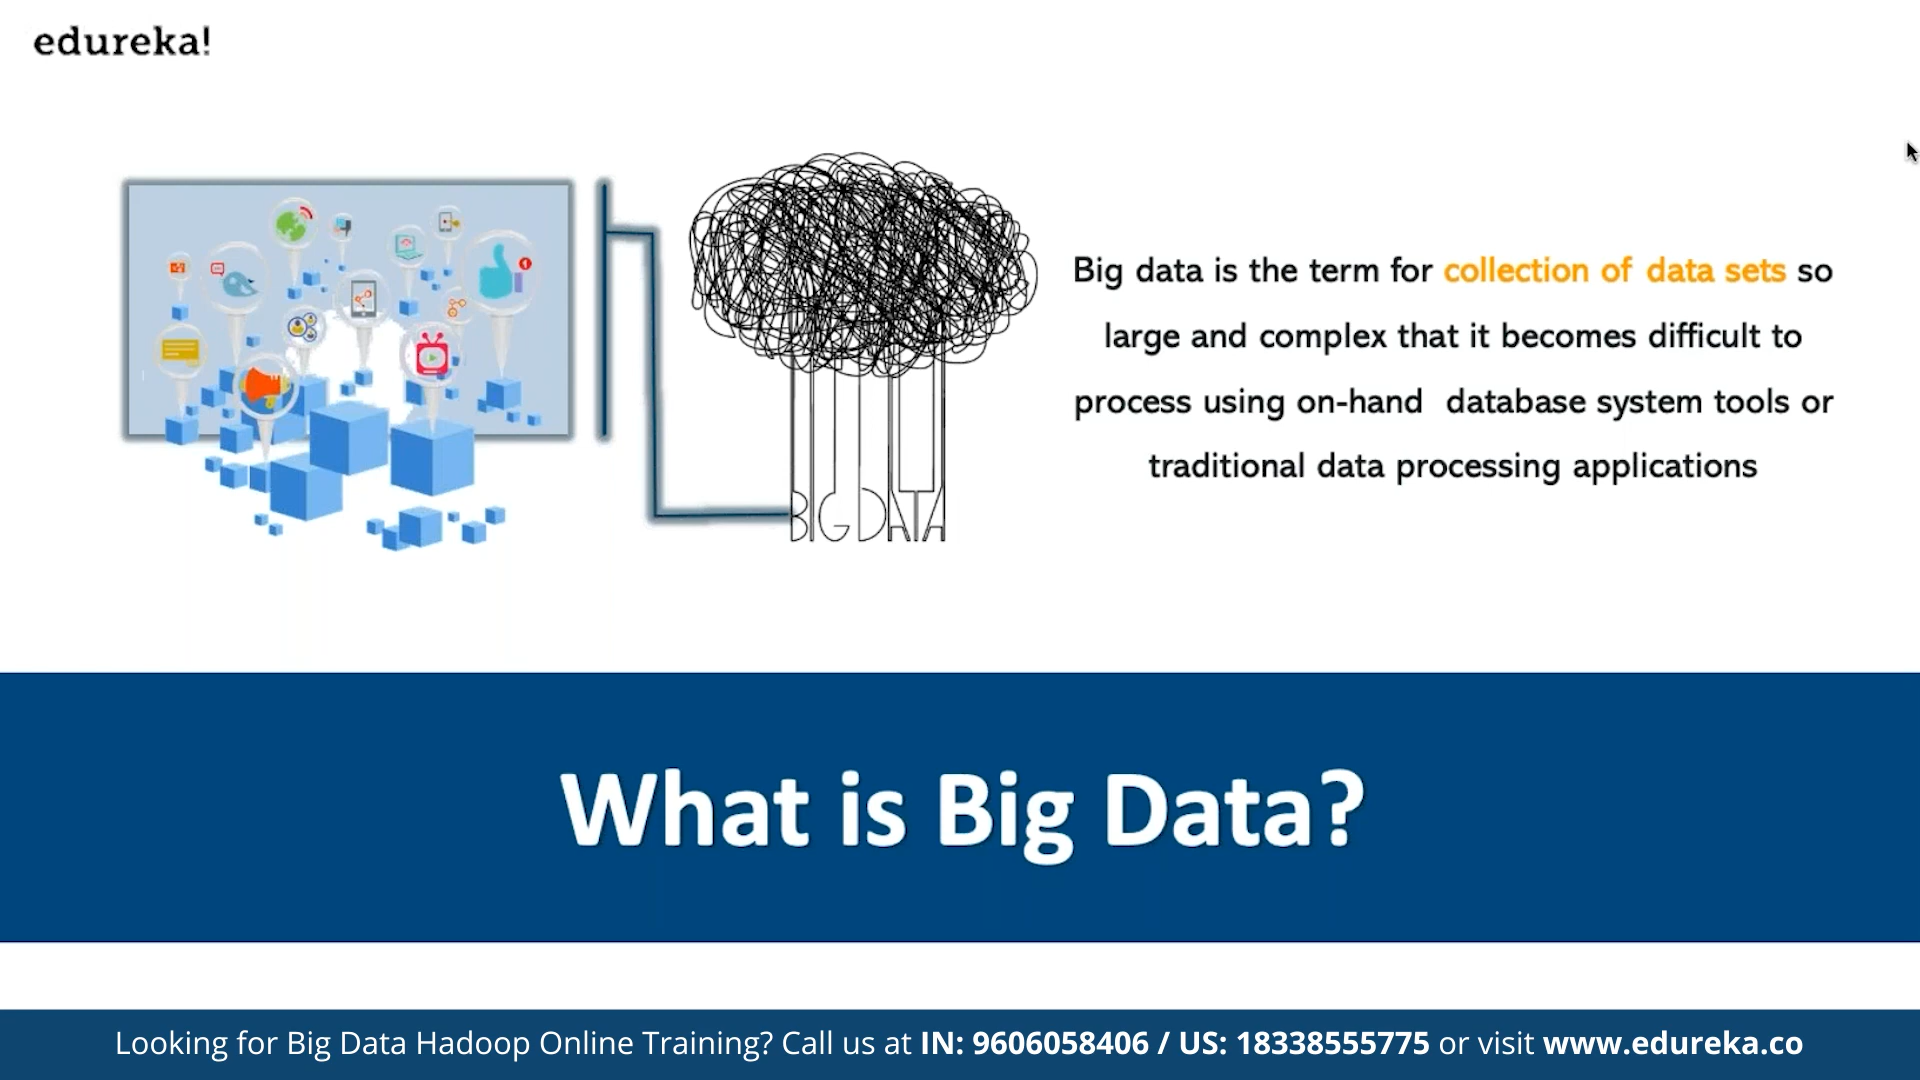 edureka!
Big data is the term for collection of data sets so
large and complex that it becomes difficult to
process using on-hand database system tools or
traditional data processing applications
BIG DATA
What is Big Data?
Looking for Big Data Hadoop Online Training? Call us at IN: 9606058406 / US: 18338555775 or visit www.edureka.co